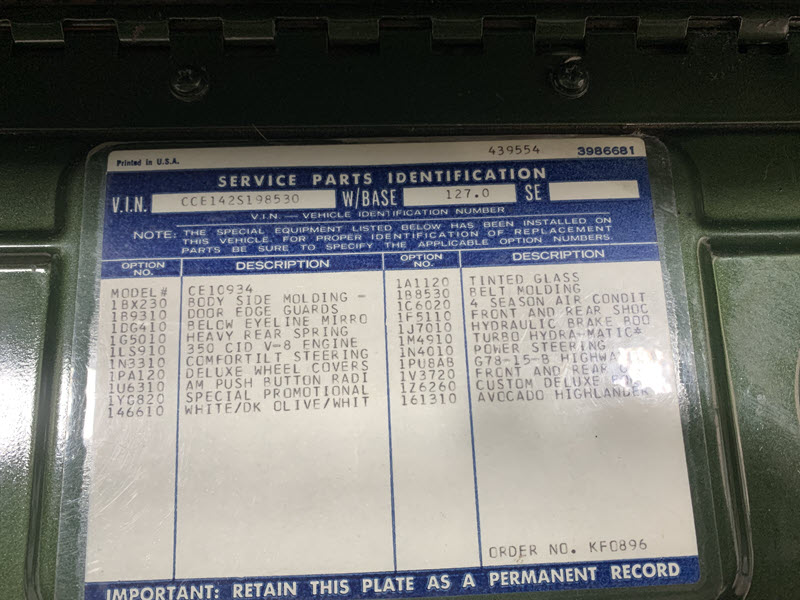 439554 3986681
Printed in U.S.A.
SERVICE PARTS IDENTIFICATION
V.I.N. CCE142S198530 W/BASE 127.0 SE
V.I.N. — VEHICLE IDENTIFICATION NUMBER
NOTE: THE SPECIAL EQUIPMENT LISTED BELOW HAS BEEN INSTALLED ON
THIS VEHICLE. FOR PROPER IDENTIFICATION OF REPLACEMENT
PARTS BE SURE TO SPECIFY THE APPLICABLE OPTION NUMBERS.
OPTION NO. DESCRIPTION
MODEL# CE10934
1BX230 BODY SIDE MOLDING -
1B9310 DOOR EDGE GUARDS
1DG410 BELOW EYELINE MIRRO
1G5010 HEAVY REAR SPRING
1LS910 350 CID V-8 ENGINE
1N3310 COMFORTILT STEERING
1PA120 DELUXE WHEEL COVERS
1U6310 AM PUSH BUTTON RADI
1YG820 SPECIAL PROMOTIONAL
146610 WHITE/DK OLIVE/WHIT
OPTION NO. DESCRIPTION
1A1120 TINTED GLASS
1B8530 BELT MOLDING
1C6020 4 SEASON AIR CONDIT
1F5110 FRONT AND REAR SHOC
1J7010 HYDRAULIC BRAKE BOO
1M4910 TURBO HYDRA-MATIC*
1N4010 POWER STEERING
1PU8AB G78-15-B HIGHWA
1V3720 FRONT AND REAR
1Z6260 CUSTOM DELUXE
161310 AVOCADO HIGHLANDER
ORDER NO. KF0896
IMPORTANT: RETAIN THIS PLATE AS A PERMANENT RECORD